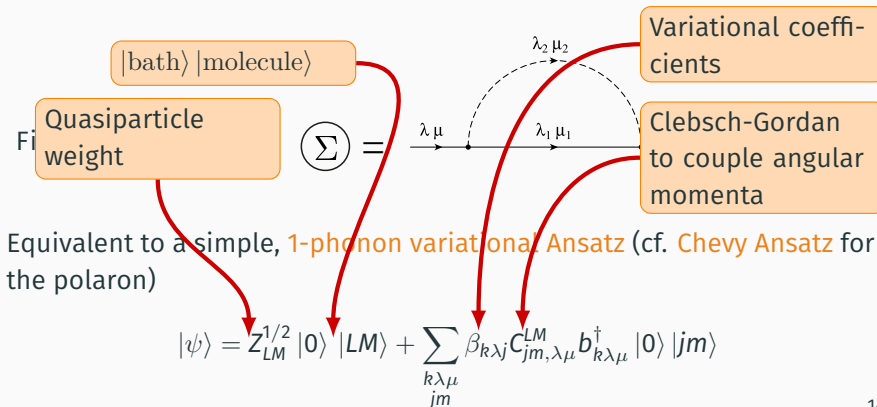 Variational coeffi-
cients
λ₂ μ₂
|bath⟩ |molecule⟩
Quasiparticle
weight
Fi
Σ =
λ μ
λ₁ μ₁
Clebsch-Gordan
to couple angular
momenta
Equivalent to a simple, 1-phonon variational Ansatz (cf. Chevy Ansatz for
the polaron)
|ψ⟩ = Z_{LM}^{1/2} |0⟩ |LM⟩ + ∑_{kλμ jm} β_{kλj} C_{jm,λμ}^{LM} b_{kλμ}^† |0⟩ |jm⟩